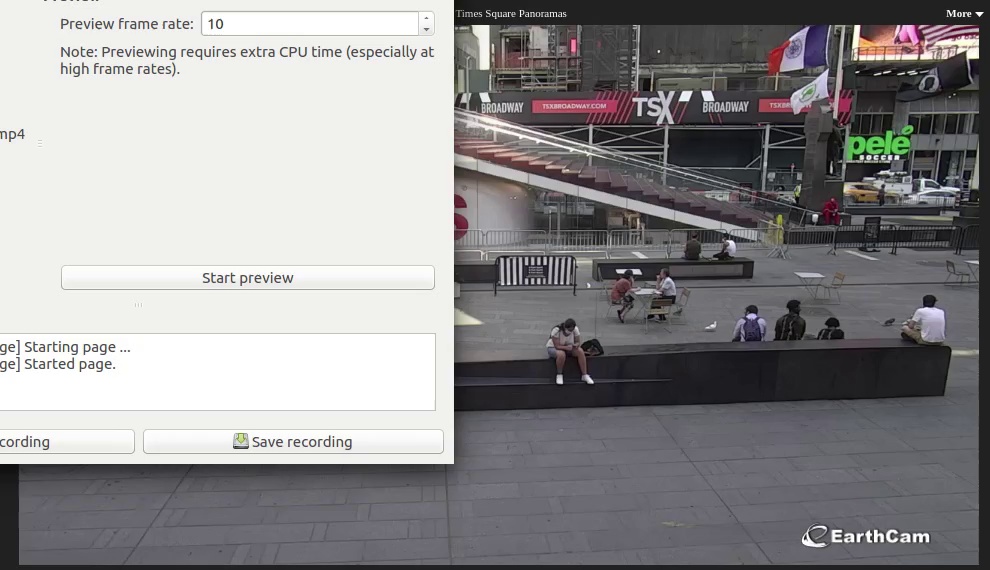 Preview frame rate: 10
Note: Previewing requires extra CPU time (especially at
high frame rates).
mp4
Start preview
ge] Starting page ...
ge] Started page.
cording
Save recording
Times Square Panoramas
More
BROADWAY
TSXBROADWAY.COM
TSX
BROADWAY
TSXBR
pelé
SOCCER
S
EarthCam